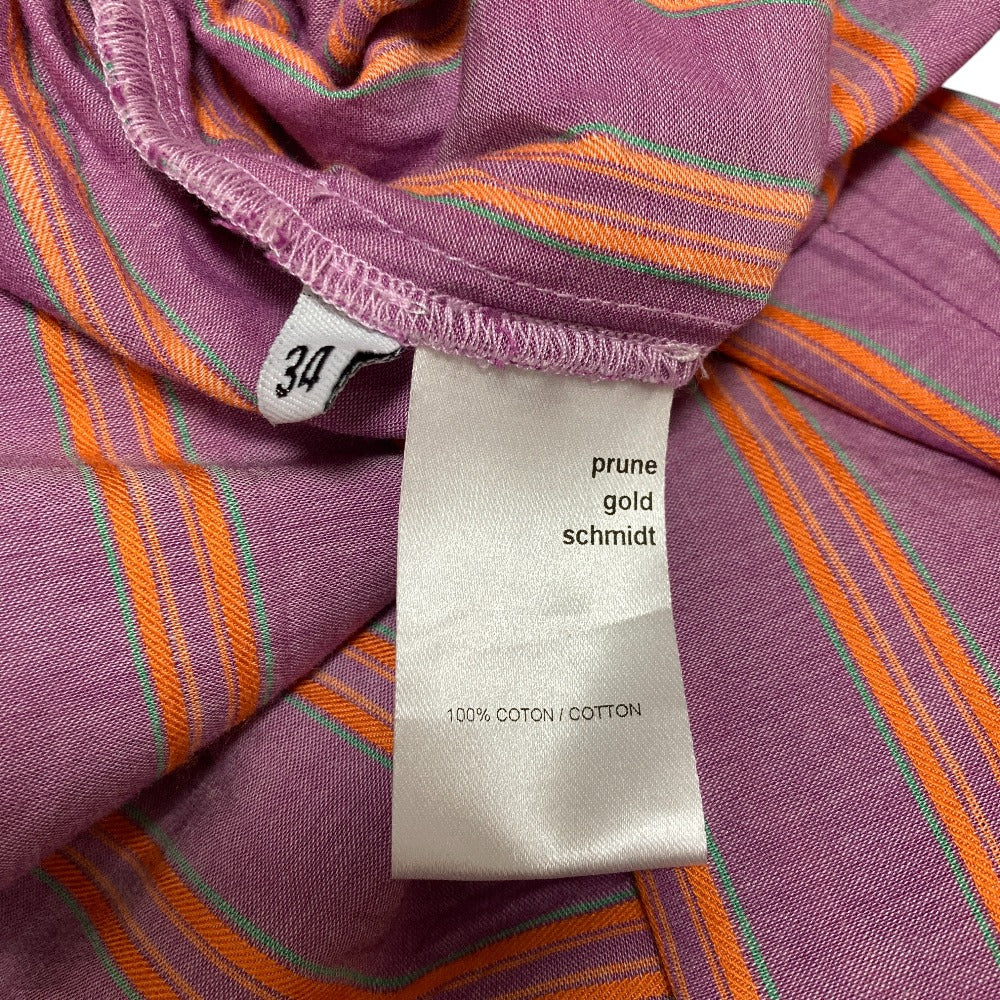 34
prune
gold
schmidt
100% COTON / COTTON